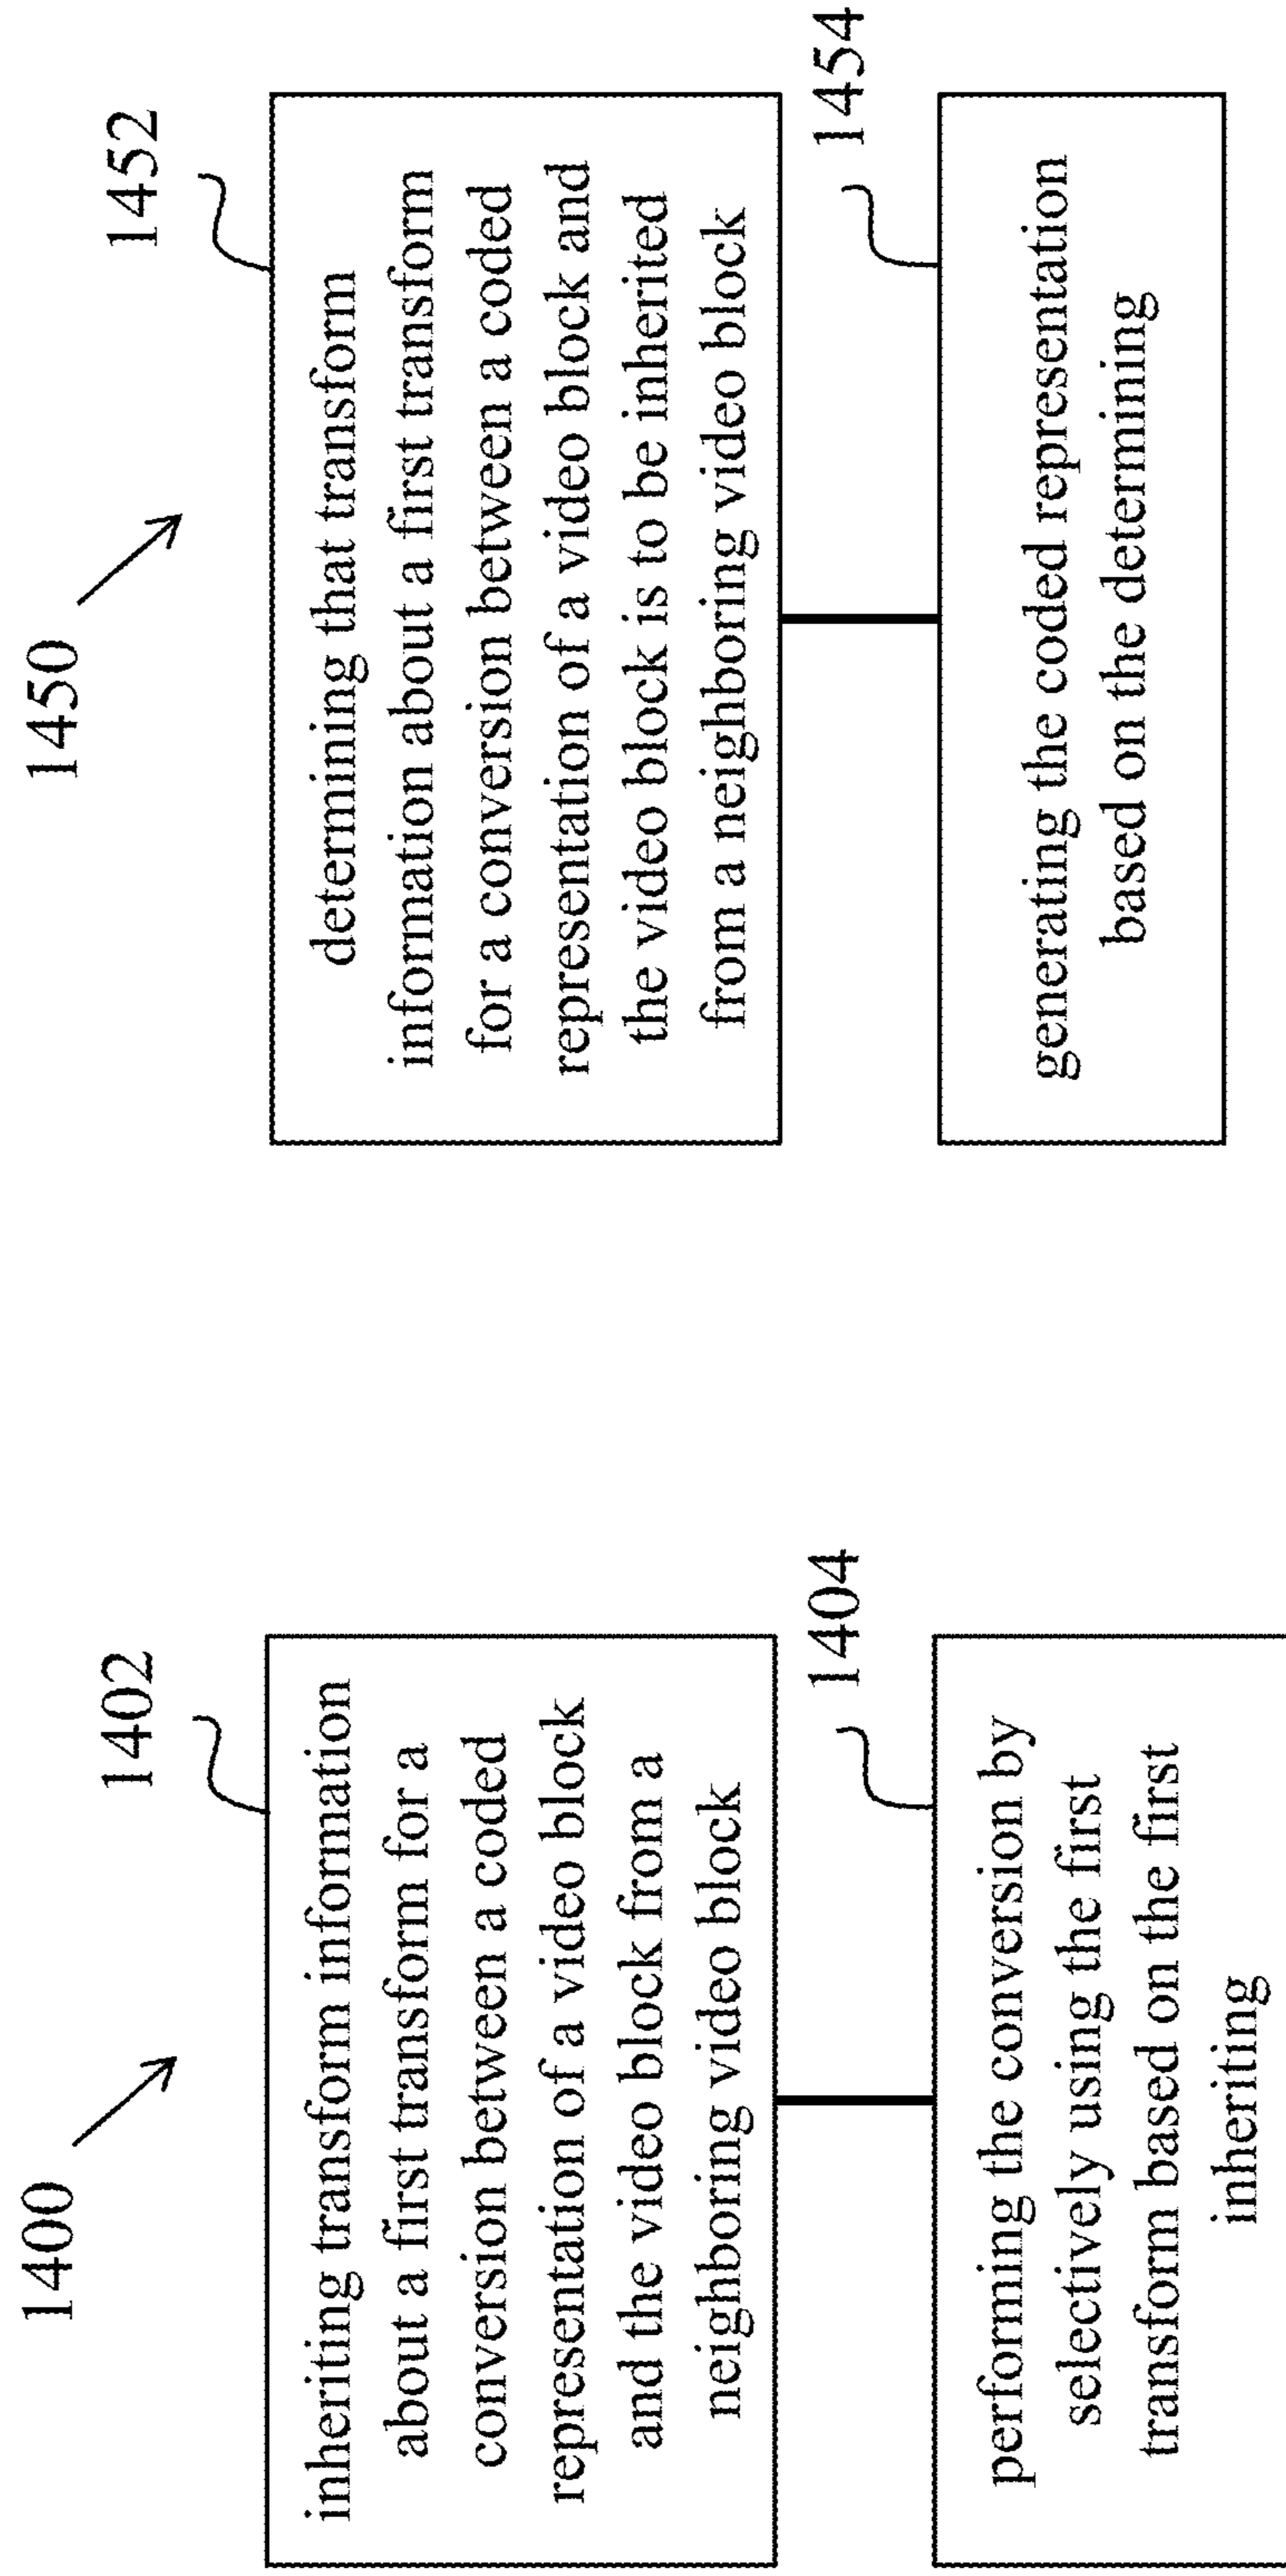 1400
1402
inheriting transform information
about a first transform for a
conversion between a coded
representation of a video block
and the video block from a
neighboring video block
1404
performing the conversion by
selectively using the first
transform based on the first
inheriting
1450
1452
determining that transform
information about a first transform
for a conversion between a coded
representation of a video block and
the video block is to be inherited
from a neighboring video block
1454
generating the coded representation
based on the determining